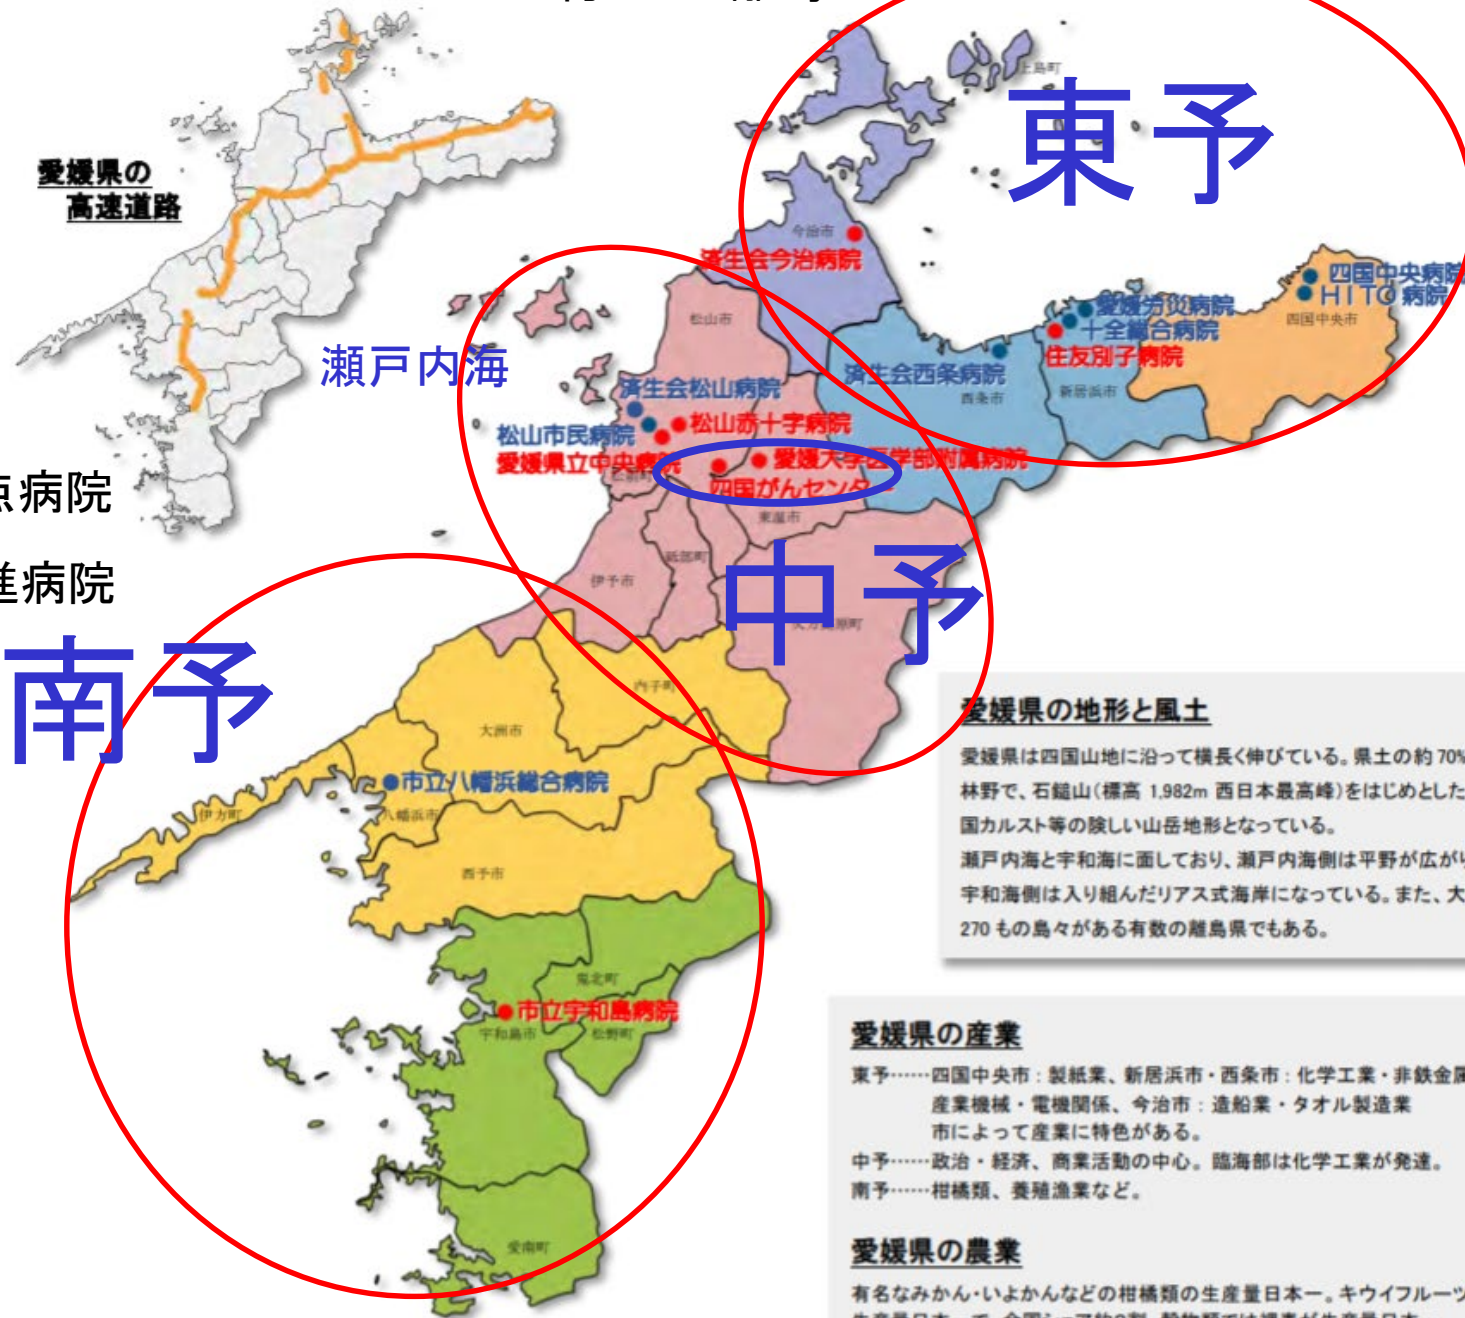 愛媛県の
高速道路
瀬戸内海
点病院
進病院
東予
上島町
今治市
済生会今治病院
四国中央病院
HITO病院
四国中央市
愛媛労災病院
十全総合病院
住友別子病院
新居浜市
済生会西条病院
西条市
松山市
済生会松山病院
松山市民病院
松山赤十字病院
愛媛県立中央病院
愛媛大学医学部附属病院
四国がんセンター
松前町
東温市
砥部町
伊予市
中予
久万高原町
南予
内子町
大洲市
市立八幡浜総合病院
八幡浜市
伊方町
西予市
鬼北町
市立宇和島病院
宇和島市
松野町
愛南町
愛媛県の地形と風土
愛媛県は四国山地に沿って横長く伸びている。県土の約70%
林野で、石鎚山(標高 1,982m 西日本最高峰)をはじめとした
国カルスト等の険しい山岳地形となっている。
瀬戸内海と宇和海に面しており、瀬戸内海側は平野が広がり
宇和海側は入り組んだリアス式海岸になっている。また、大
270もの島々がある有数の離島県でもある。
愛媛県の産業
東予……四国中央市:製紙業、新居浜市・西条市:化学工業・非鉄金属
産業機械・電機関係、今治市:造船業・タオル製造業
市によって産業に特色がある。
中予……政治・経済、商業活動の中心。臨海部は化学工業が発達。
南予……柑橘類、養殖漁業など。
愛媛県の農業
有名なみかん・いよかんなどの柑橘類の生産量日本一。キウイフルーツ